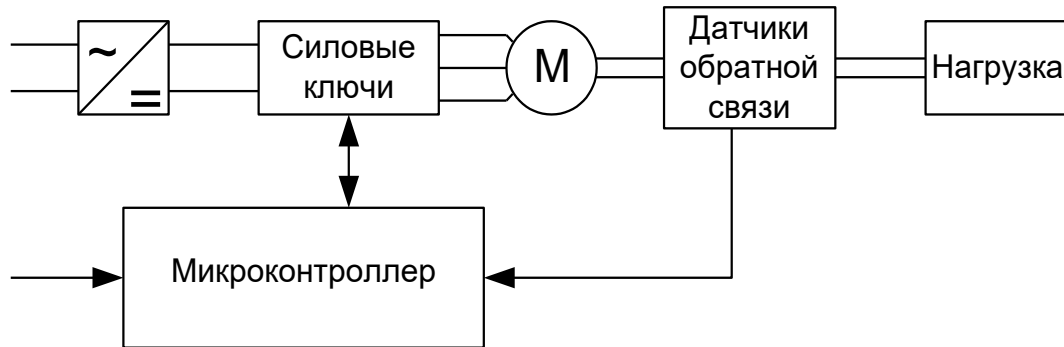 ~
=
Силовые
ключи
M
Датчики
обратной
связи
Нагрузка
Микроконтроллер